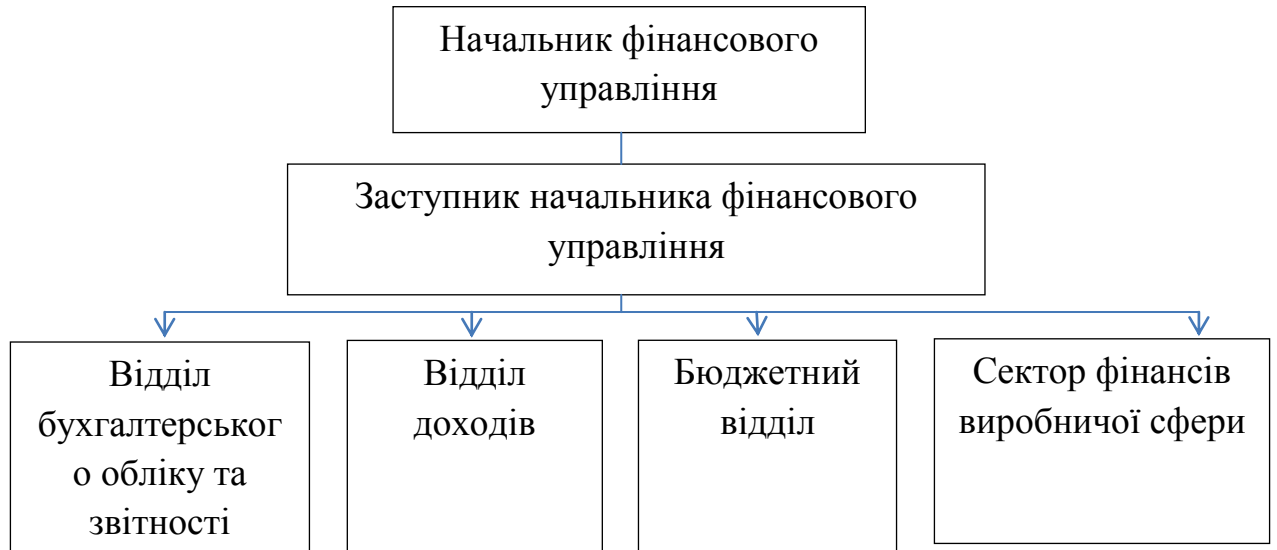 Начальник фінансового
управління
Заступник начальника фінансового
управління
Відділ
бухгалтерськог
о обліку та
звітності
Відділ
доходів
Бюджетний
відділ
Сектор фінансів
виробничої сфери